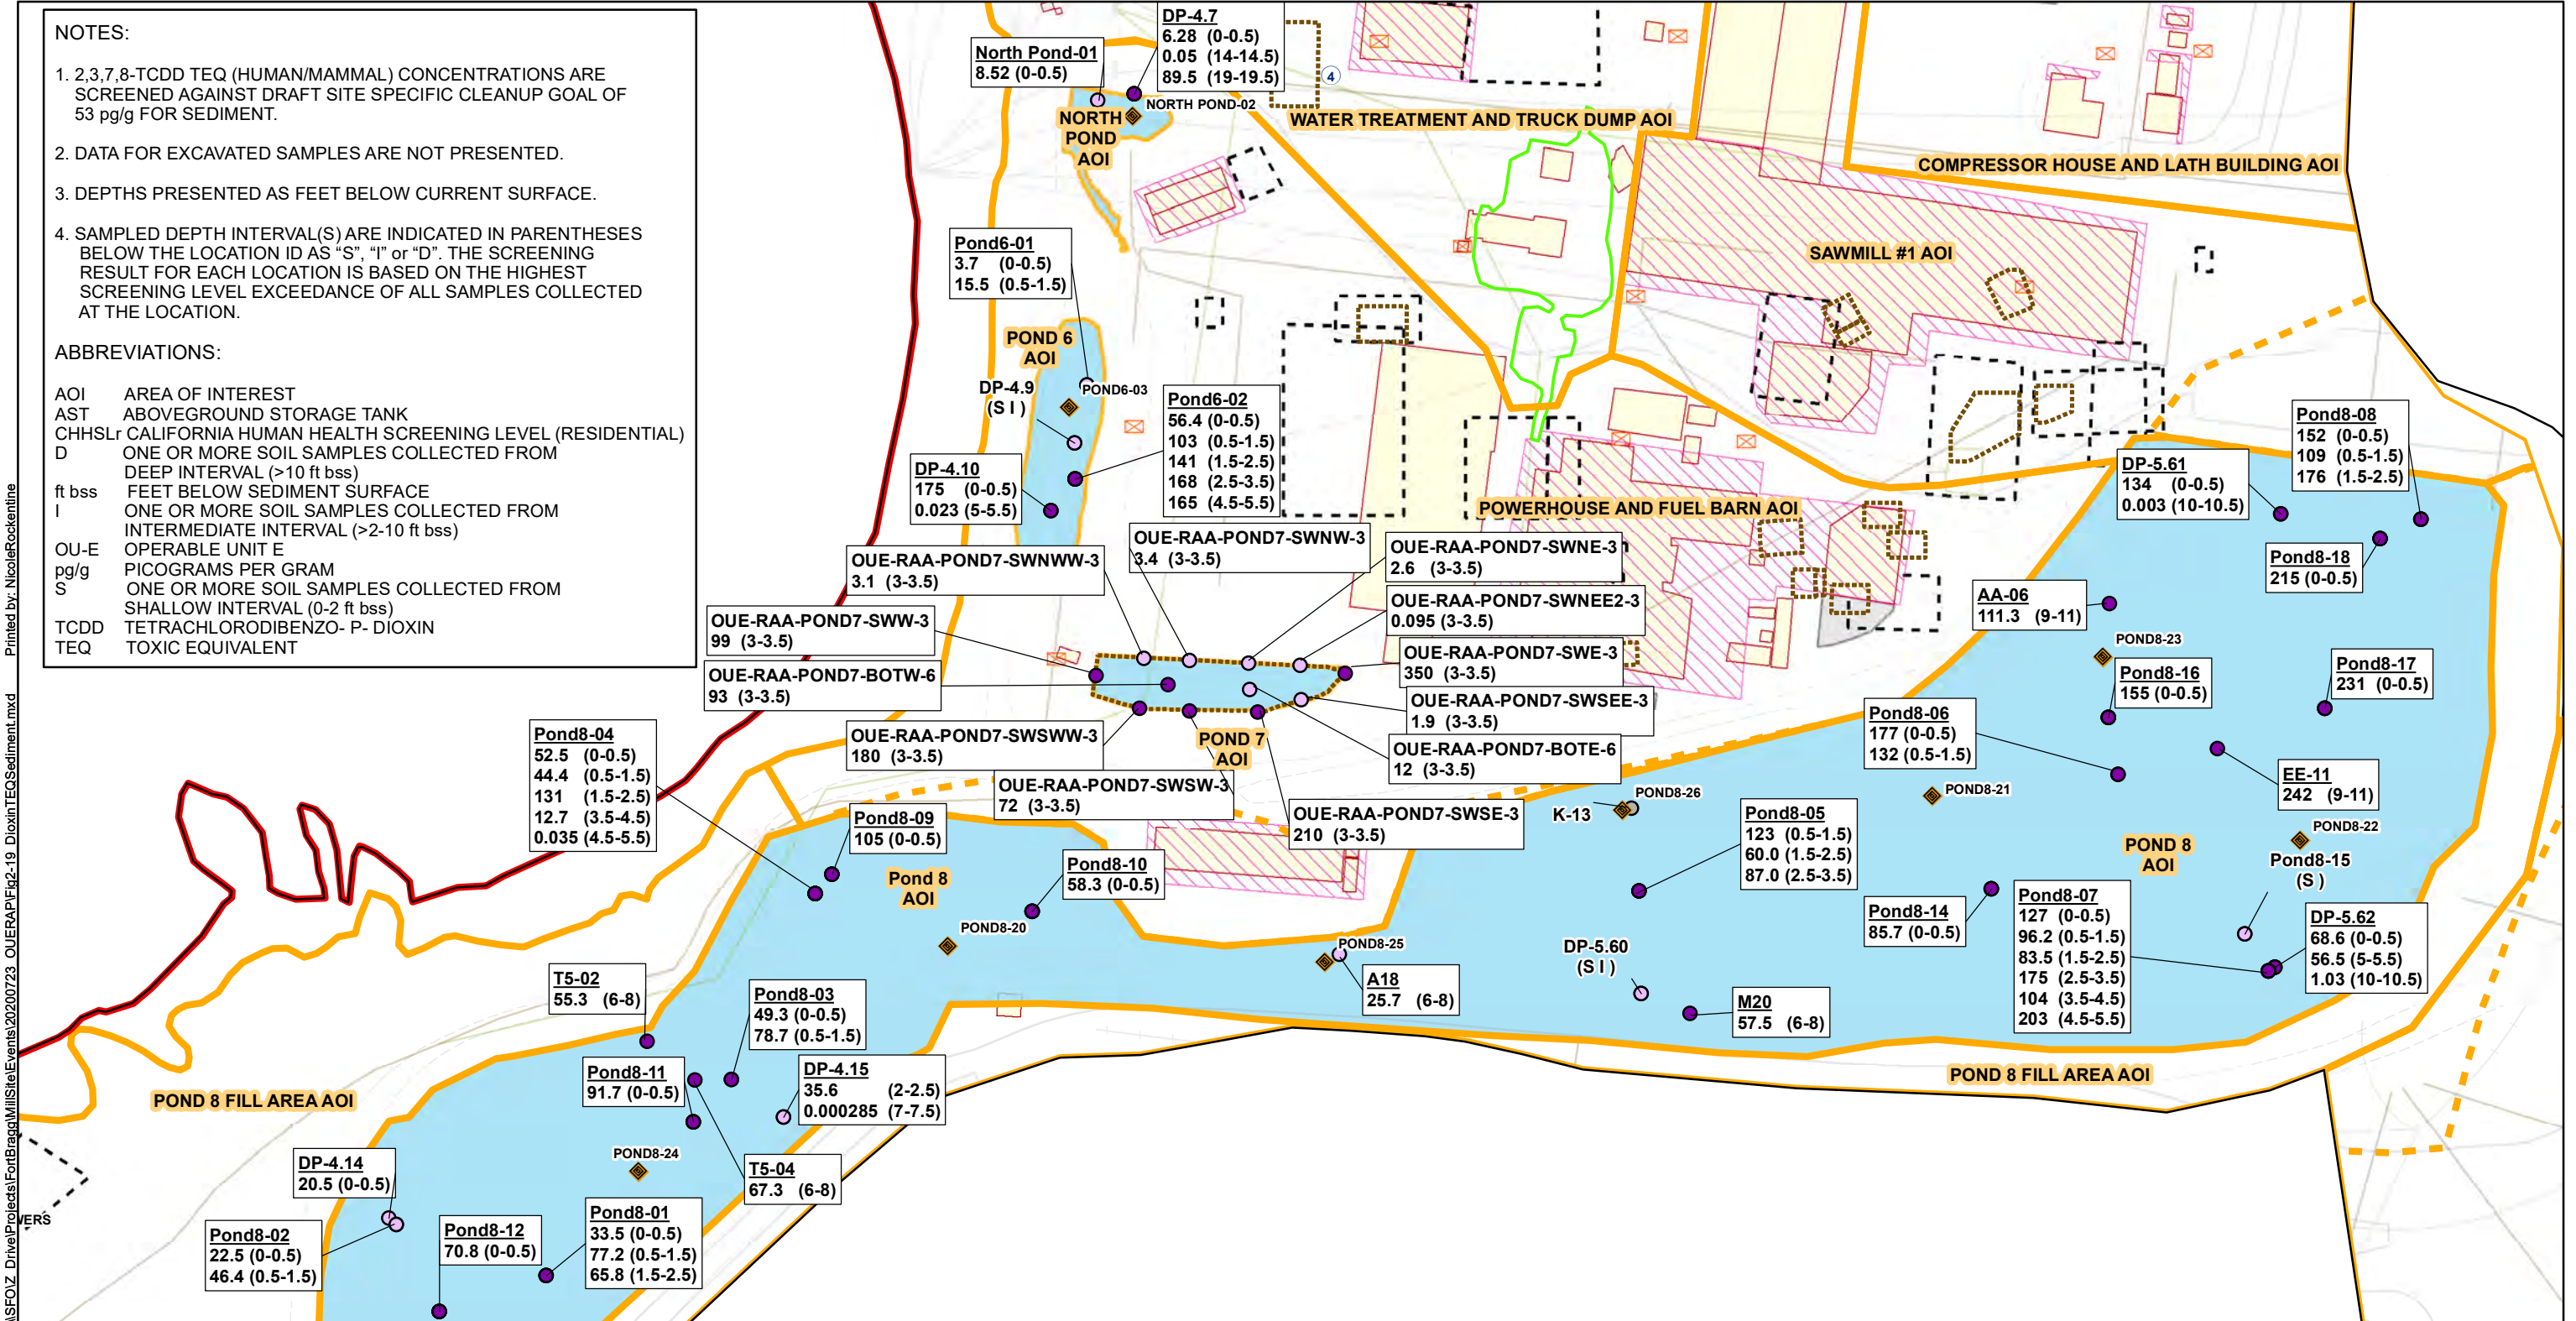 NOTES:
1. 2,3,7,8-TCDD TEQ (HUMAN/MAMMAL) CONCENTRATIONS ARE
SCREENED AGAINST DRAFT SITE SPECIFIC CLEANUP GOAL OF
53 pg/g FOR SEDIMENT.
2. DATA FOR EXCAVATED SAMPLES ARE NOT PRESENTED.
3. DEPTHS PRESENTED AS FEET BELOW CURRENT SURFACE.
4. SAMPLED DEPTH INTERVAL(S) ARE INDICATED IN PARENTHESES
BELOW THE LOCATION ID AS “S”, “I” or “D”. THE SCREENING
RESULT FOR EACH LOCATION IS BASED ON THE HIGHEST
SCREENING LEVEL EXCEEDANCE OF ALL SAMPLES COLLECTED
AT THE LOCATION.
ABBREVIATIONS:
AOI AREA OF INTEREST
AST ABOVEGROUND STORAGE TANK
CHHSLr CALIFORNIA HUMAN HEALTH SCREENING LEVEL (RESIDENTIAL)
D ONE OR MORE SOIL SAMPLES COLLECTED FROM
DEEP INTERVAL (>10 ft bss)
ft bss FEET BELOW SEDIMENT SURFACE
I ONE OR MORE SOIL SAMPLES COLLECTED FROM
INTERMEDIATE INTERVAL (>2-10 ft bss)
OU-E OPERABLE UNIT E
pg/g PICOGRAMS PER GRAM
S ONE OR MORE SOIL SAMPLES COLLECTED FROM
SHALLOW INTERVAL (0-2 ft bss)
TCDD TETRACHLORODIBENZO- P- DIOXIN
TEQ TOXIC EQUIVALENT
North Pond-01
8.52 (0-0.5)
DP-4.7
6.28 (0-0.5)
0.05 (14-14.5)
89.5 (19-19.5)
NORTH POND-02
NORTH
POND
AOI
4
WATER TREATMENT AND TRUCK DUMP AOI
COMPRESSOR HOUSE AND LATH BUILDING AOI
SAWMILL #1 AOI
Pond6-01
3.7 (0-0.5)
15.5 (0.5-1.5)
POND 6
AOI
DP-4.9
(S I )
POND6-03
Pond6-02
56.4 (0-0.5)
103 (0.5-1.5)
141 (1.5-2.5)
168 (2.5-3.5)
165 (4.5-5.5)
DP-4.10
175 (0-0.5)
0.023 (5-5.5)
POWERHOUSE AND FUEL BARN AOI
OUE-RAA-POND7-SWNW-3
3.4 (3-3.5)
OUE-RAA-POND7-SWNE-3
2.6 (3-3.5)
OUE-RAA-POND7-SWNWW-3
3.1 (3-3.5)
OUE-RAA-POND7-SWNEE2-3
0.095 (3-3.5)
OUE-RAA-POND7-SWW-3
99 (3-3.5)
OUE-RAA-POND7-SWE-3
350 (3-3.5)
OUE-RAA-POND7-BOTW-6
93 (3-3.5)
OUE-RAA-POND7-SWSEE-3
1.9 (3-3.5)
OUE-RAA-POND7-SWSWW-3
180 (3-3.5)
POND 7
AOI
OUE-RAA-POND7-BOTE-6
12 (3-3.5)
OUE-RAA-POND7-SWSW-3
72 (3-3.5)
OUE-RAA-POND7-SWSE-3
210 (3-3.5)
Pond8-08
152 (0-0.5)
109 (0.5-1.5)
176 (1.5-2.5)
DP-5.61
134 (0-0.5)
0.003 (10-10.5)
Pond8-18
215 (0-0.5)
AA-06
111.3 (9-11)
POND8-23
Pond8-16
155 (0-0.5)
Pond8-17
231 (0-0.5)
Pond8-06
177 (0-0.5)
132 (0.5-1.5)
EE-11
242 (9-11)
POND8-21
POND8-22
POND 8
AOI
Pond8-15
(S )
K-13
POND8-26
Pond8-05
123 (0.5-1.5)
60.0 (1.5-2.5)
87.0 (2.5-3.5)
Pond8-14
85.7 (0-0.5)
Pond8-07
127 (0-0.5)
96.2 (0.5-1.5)
83.5 (1.5-2.5)
175 (2.5-3.5)
104 (3.5-4.5)
203 (4.5-5.5)
DP-5.62
68.6 (0-0.5)
56.5 (5-5.5)
1.03 (10-10.5)
Pond8-04
52.5 (0-0.5)
44.4 (0.5-1.5)
131 (1.5-2.5)
12.7 (3.5-4.5)
0.035 (4.5-5.5)
Pond8-09
105 (0-0.5)
Pond 8
AOI
Pond8-10
58.3 (0-0.5)
POND8-20
POND8-25
A18
25.7 (6-8)
DP-5.60
(S I )
M20
57.5 (6-8)
T5-02
55.3 (6-8)
Pond8-03
49.3 (0-0.5)
78.7 (0.5-1.5)
Pond8-11
91.7 (0-0.5)
DP-4.15
35.6 (2-2.5)
0.000285 (7-7.5)
POND 8 FILL AREA AOI
POND 8 FILL AREA AOI
POND8-24
T5-04
67.3 (6-8)
DP-4.14
20.5 (0-0.5)
Pond8-02
22.5 (0-0.5)
46.4 (0.5-1.5)
Pond8-12
70.8 (0-0.5)
Pond8-01
33.5 (0-0.5)
77.2 (0.5-1.5)
65.8 (1.5-2.5)
\SFO\Z_Drive\Projects\FortBragg\MillSite\Events\20200723_OUERAP\Fig2-19_DioxinTEQSediment.mxd Printed by: NicoleRockentine